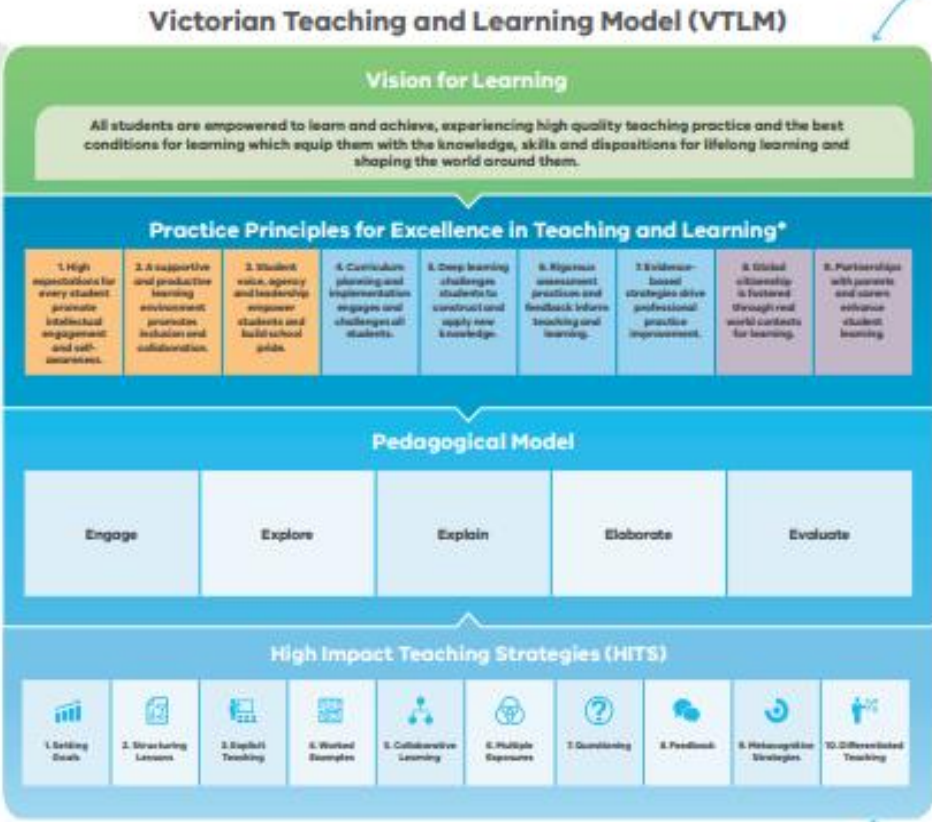 Victorian Teaching and Learning Model (VTLM)
Vision for Learning
All students are empowered to learn and achieve, experiencing high quality teaching practice and the best
conditions for learning which equip them with the knowledge, skills and dispositions for lifelong learning and
shaping the world around them.
Practice Principles for Excellence in Teaching and Learning*
1. High
expectations for
every student
promote
intellectual
engagement
and self-
awareness.
2. A supportive
and productive
learning
environment
promotes
inclusion and
collaboration.
3. Student
voice, agency
and leadership
empower
students and
build school
pride.
4. Curriculum
planning and
implementation
engages and
challenges all
students.
5. Deep learning
challenges
students to
construct and
apply new
knowledge.
6. Rigorous
assessment
practices and
feedback inform
teaching and
learning.
7. Evidence-
based
strategies drive
professional
practice
improvement.
8. Global
citizenship
is fostered
through real
world contexts
for learning.
9. Partnerships
with parents
and carers
enhance
student
learning
Pedagogical Model
Engage
Explore
Explain
Elaborate
Evaluate
High Impact Teaching Strategies (HITS)
1. Setting
Goals
2. Structuring
Lessons
3. Explicit
Teaching
4. Worked
Examples
5. Collaborative
Learning
6. Multiple
Exposures
7. Questioning
8. Feedback
9. Metacognitive
Strategies
10. Differentiated
Teaching